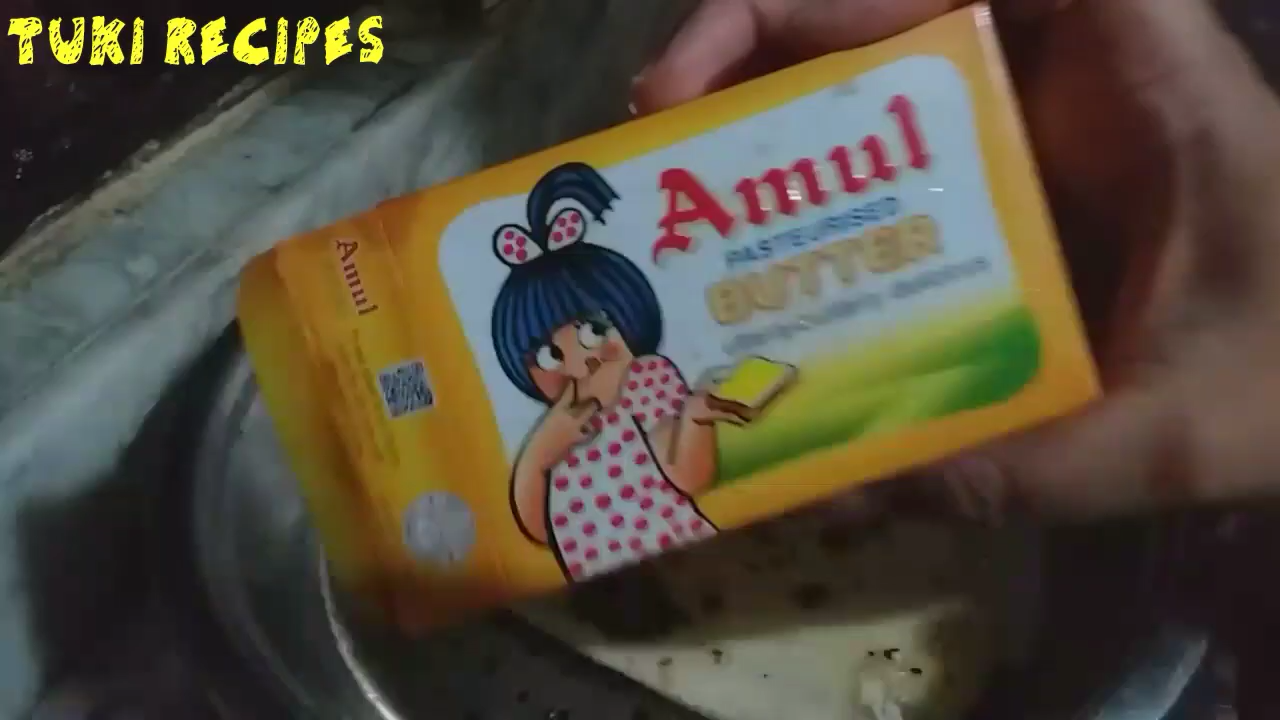 TUKI RECIPES
Amul
PASTEURISED
BUTTER
Amul